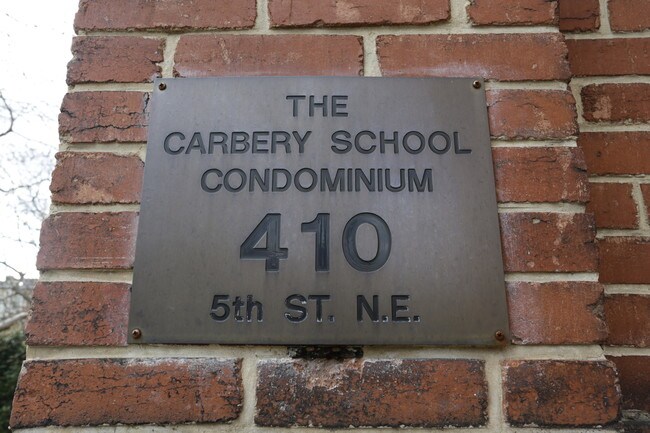 THE
CARBERY SCHOOL
CONDOMINIUM
410
5th ST. N.E.